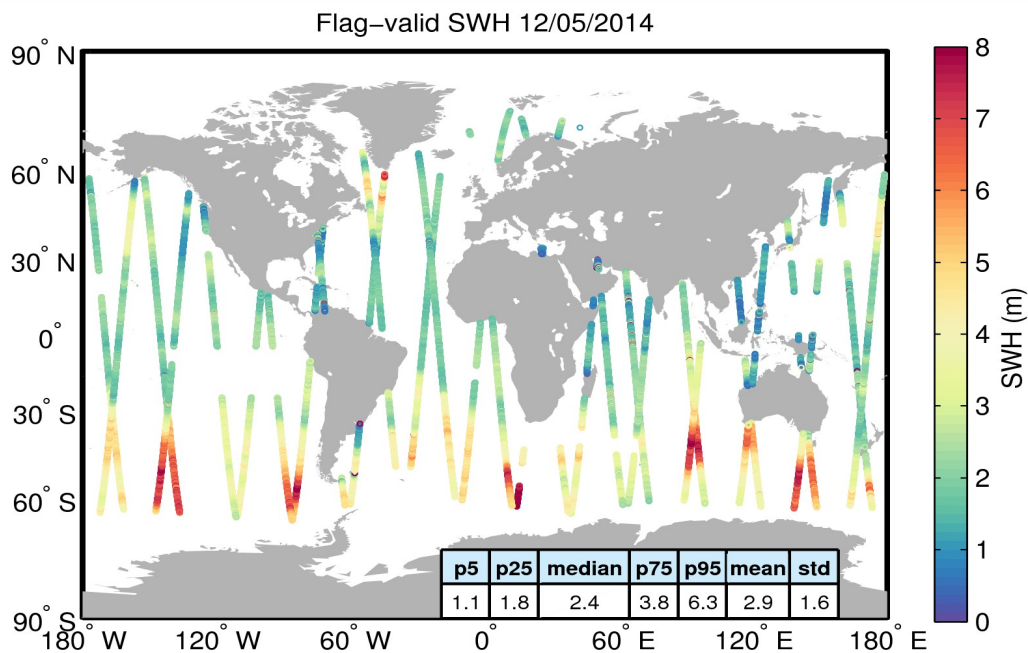 Flag−valid SWH 12/05/2014
90° N
60° N
30° N
0°
30° S
60° S
90° S
180° W
120° W
60° W
0°
60° E
120° E
180° E
8
7
6
5
4
3
2
1
0
SWH (m)
p5 p25 median p75 p95 mean std
1.1 1.8 2.4 3.8 6.3 2.9 1.6